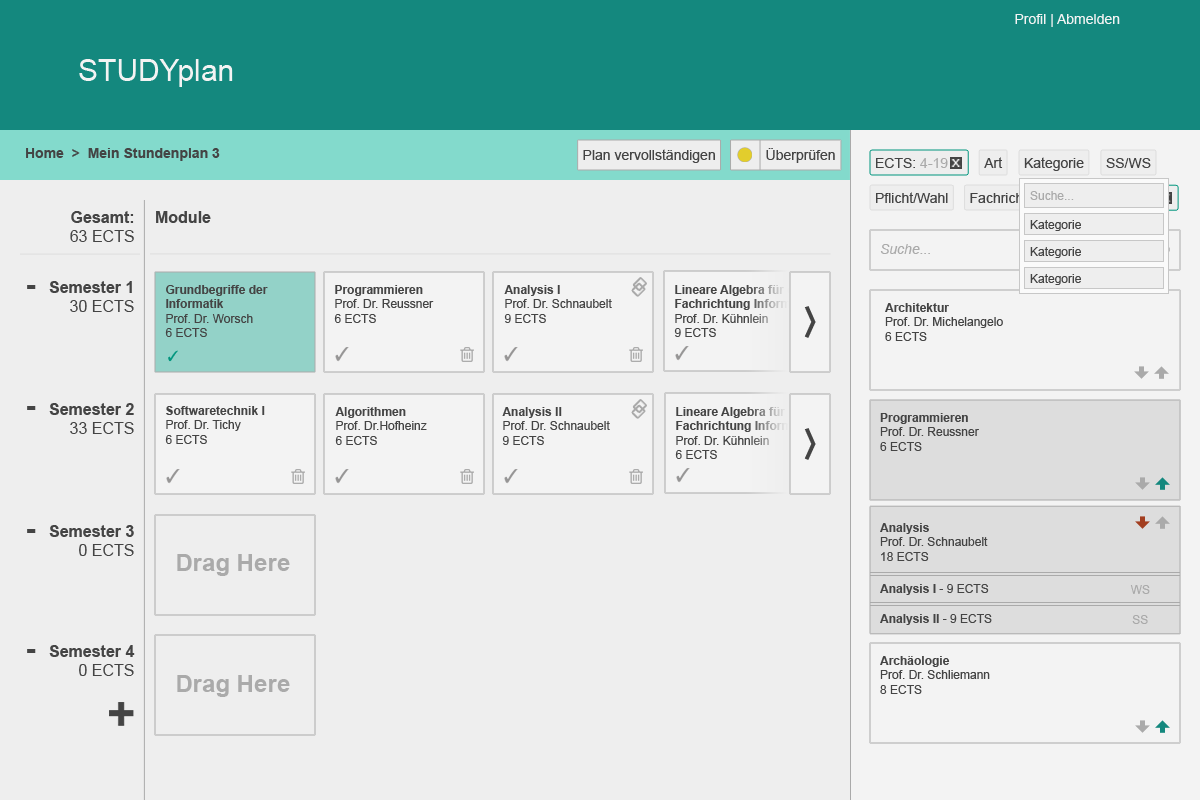 Profil | Abmelden
STUDYplan
Home > Mein Stundenplan 3
Plan vervollständigen
Überprüfen
Gesamt:
63 ECTS
Module
- Semester 1
30 ECTS
Grundbegriffe der
Informatik
Prof. Dr. Worsch
6 ECTS
✓
Programmieren
Prof. Dr. Reussner
6 ECTS
✓
Analysis I
Prof. Dr. Schnaubelt
9 ECTS
✓
Lineare Algebra für
Fachrichtung Inform
Prof. Dr. Kühnlein
9 ECTS
✓
- Semester 2
33 ECTS
Softwaretechnik I
Prof. Dr. Tichy
6 ECTS
✓
Algorithmen
Prof. Dr.Hofheinz
6 ECTS
✓
Analysis II
Prof. Dr. Schnaubelt
9 ECTS
✓
Lineare Algebra für
Fachrichtung Inform
Prof. Dr. Kühnlein
6 ECTS
✓
- Semester 3
0 ECTS
Drag Here
- Semester 4
0 ECTS
Drag Here
+
ECTS: 4-19 X
Art
Kategorie
SS/WS
Pflicht/Wahl
Fachrich
Suche...
Kategorie
Kategorie
Kategorie
Suche...
Architektur
Prof. Dr. Michelangelo
6 ECTS
Programmieren
Prof. Dr. Reussner
6 ECTS
Analysis
Prof. Dr. Schnaubelt
18 ECTS
Analysis I - 9 ECTS WS
Analysis II - 9 ECTS SS
Archäologie
Prof. Dr. Schliemann
8 ECTS